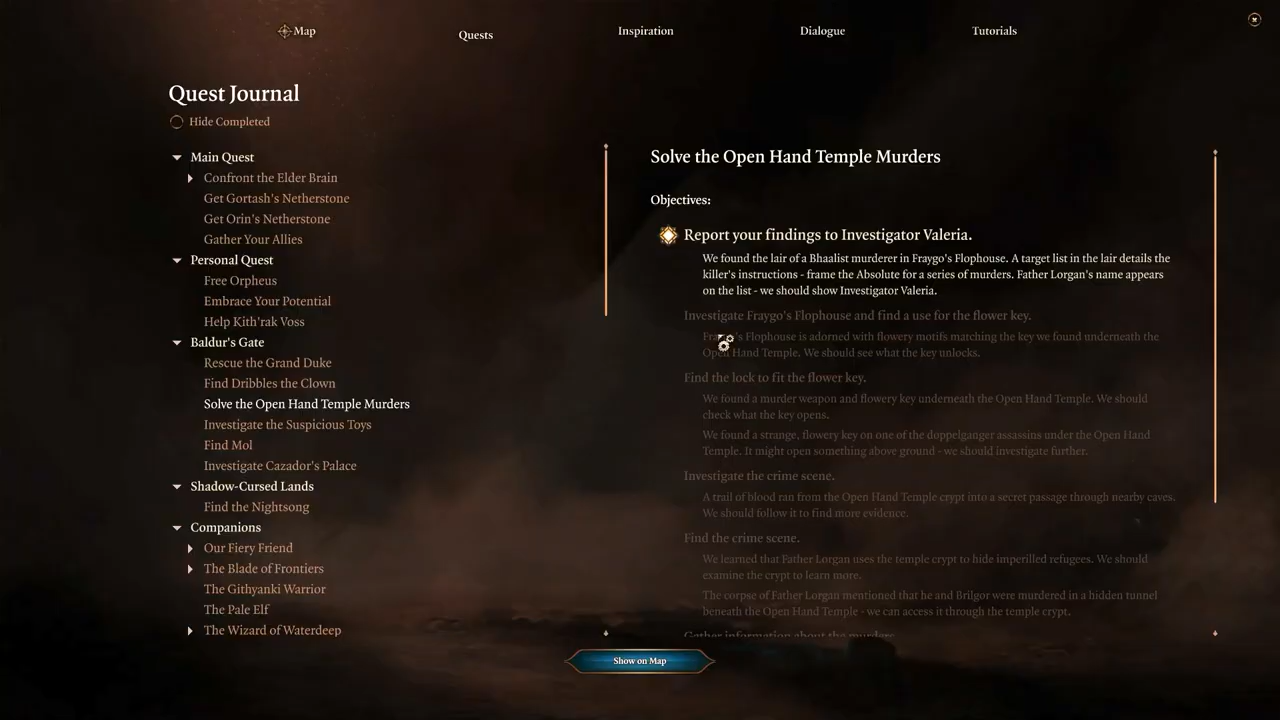 Map
Quests
Inspiration
Dialogue
Tutorials
Quest Journal
Hide Completed
Main Quest
Confront the Elder Brain
Get Gortash's Netherstone
Get Orin's Netherstone
Gather Your Allies
Personal Quest
Free Orpheus
Embrace Your Potential
Help Kith'rak Voss
Baldur's Gate
Rescue the Grand Duke
Find Dribbles the Clown
Solve the Open Hand Temple Murders
Investigate the Suspicious Toys
Find Mol
Investigate Cazador's Palace
Shadow-Cursed Lands
Find the Nightsong
Companions
Our Fiery Friend
The Blade of Frontiers
The Githyanki Warrior
The Pale Elf
The Wizard of Waterdeep
Solve the Open Hand Temple Murders
Objectives:
Report your findings to Investigator Valeria.
We found the lair of a Bhaalist murderer in Fraygo's Flophouse. A target list in the lair details the
killer's instructions - frame the Absolute for a series of murders. Father Lorgan's name appears
on the list - we should show Investigator Valeria.
Investigate Fraygo's Flophouse and find a use for the flower key.
Fraygo's Flophouse is adorned with flowery motifs matching the key we found underneath the
Open Hand Temple. We should see what the key unlocks.
Find the lock to fit the flower key.
We found a murder weapon and flowery key underneath the Open Hand Temple. We should
check what the key opens.
We found a strange, flowery key on one of the doppelganger assassins under the Open Hand
Temple. It might open something above ground - we should investigate further.
Investigate the crime scene.
A trail of blood ran from the Open Hand Temple crypt into a secret passage through nearby caves.
We should follow it to find more evidence.
Find the crime scene.
We learned that Father Lorgan uses the temple crypt to hide imperilled refugees. We should
examine the crypt to learn more.
The corpse of Father Lorgan mentioned that he and Brilgor were murdered in a hidden tunnel
beneath the Open Hand Temple - we can access it through the temple crypt.
Gather information about the murders.
Show on Map